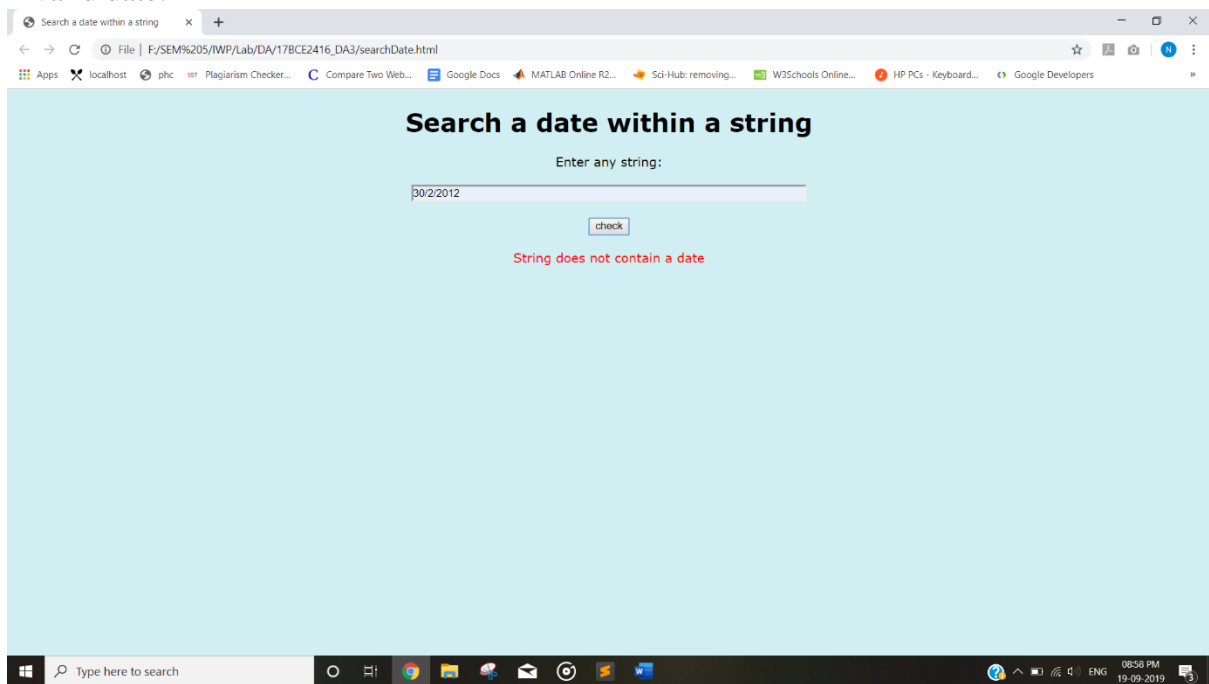 Search a date within a string
File | F:/SEM%205/IWP/Lab/DA/17BCE2416_DA3/searchDate.html
N
Apps localhost phc SST Plagiarism Checker... C Compare Two Web... Google Docs MATLAB Online R2... Sci-Hub: removing... W3Schools Online... HP PCs - Keyboard... Google Developers »
Search a date within a string
Enter any string:
30/2/2012
check
String does not contain a date
Type here to search
ENG 08:58 PM
19-09-2019
3